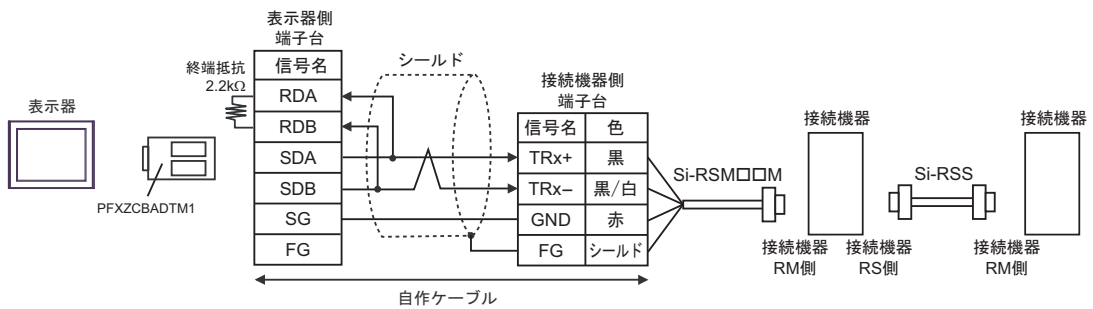 表示器側
端子台
シールド
終端抵抗
2.2kΩ
信号名
RDA
RDB
SDA
SDB
SG
FG
表示器
PFXZCBADTM1
接続機器側
端子台
信号名 色
TRx+ 黒
TRx− 黒/白
GND 赤
FG シールド
自作ケーブル
Si-RSM□□M
接続機器
Si-RSS
接続機器
接続機器
RM側
接続機器
RS側
接続機器
RM側